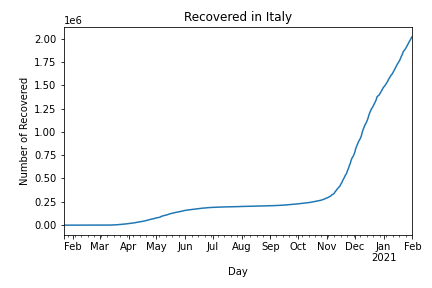 Recovered in Italy
1e6
2.00
1.75
1.50
1.25
1.00
0.75
0.50
0.25
0.00
Number of Recovered
Feb Mar Apr May Jun Jul Aug Sep Oct Nov Dec Jan Feb
2021
Day